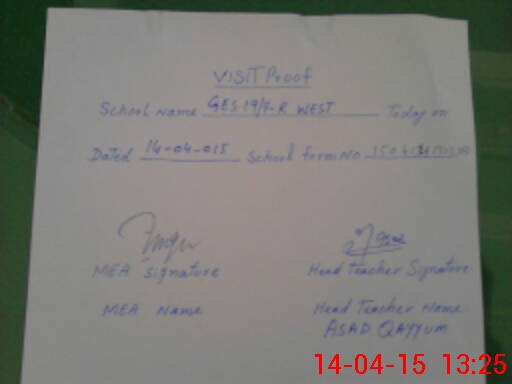 VISIT Proof
School Name GES 19/9-R WEST Today on
Dated 14-04-015 School form No
MEA Signature Head Teacher Signature
MEA Name Head Teacher Name
ASAD QAYYUM
14-04-15 13:25